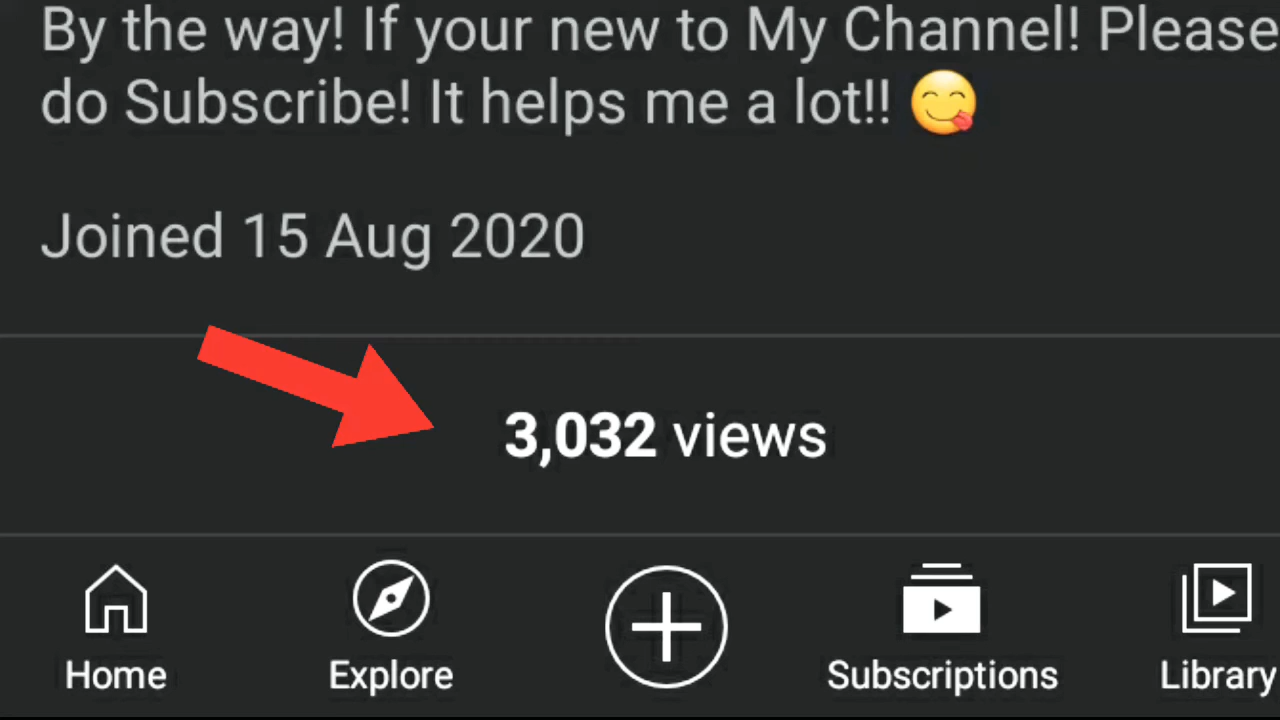 By the way! If your new to My Channel! Please
do Subscribe! It helps me a lot!! 😋
Joined 15 Aug 2020
3,032 views
Home Explore Subscriptions Library